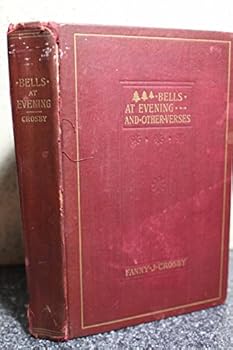 ·BELLS·
AT
EVENING
CROSBY
·BELLS·
AT EVENING···
AND·OTHER·VERSES
FANNY·J·CROSBY